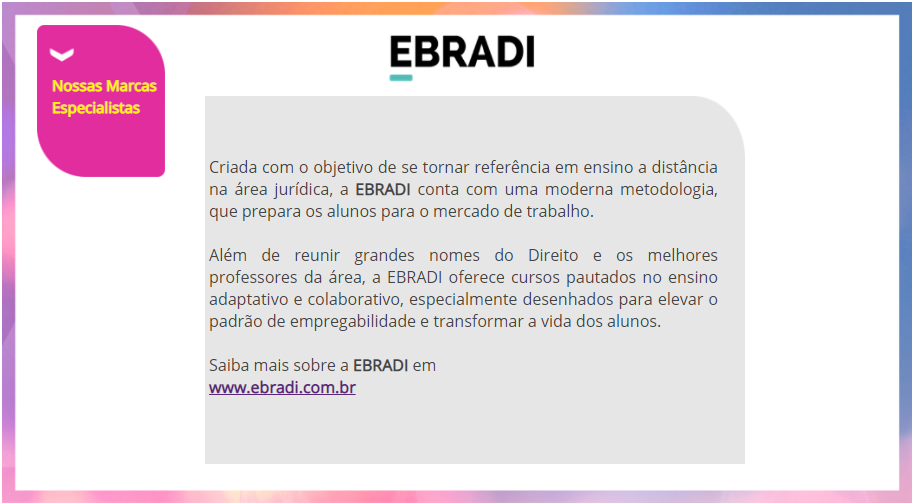 Nossas Marcas
Especialistas
EBRADI
Criada com o objetivo de se tornar referência em ensino a distância
na área jurídica, a EBRADI conta com uma moderna metodologia,
que prepara os alunos para o mercado de trabalho.
Além de reunir grandes nomes do Direito e os melhores
professores da área, a EBRADI oferece cursos pautados no ensino
adaptativo e colaborativo, especialmente desenhados para elevar o
padrão de empregabilidade e transformar a vida dos alunos.
Saiba mais sobre a EBRADI em
www.ebradi.com.br